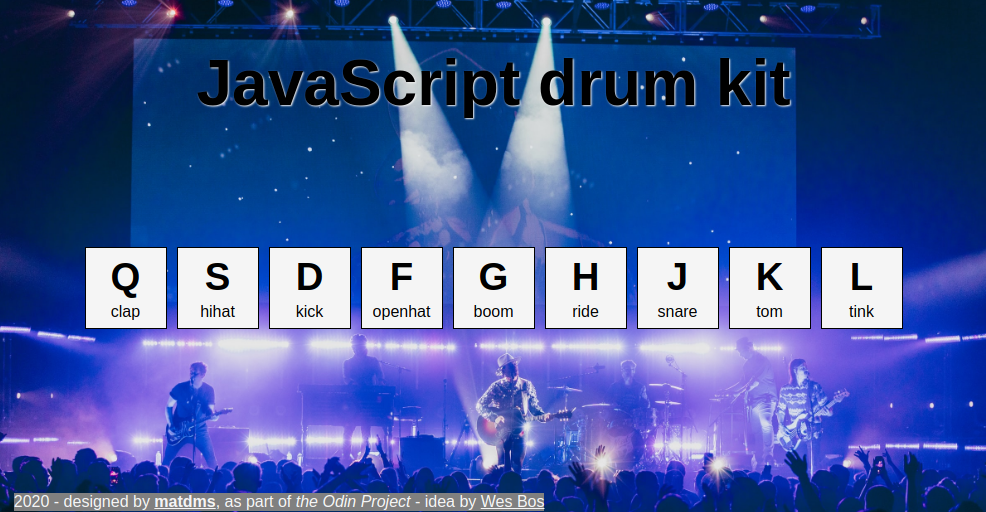 JavaScript drum kit
Q S D F G H J K L
clap hihat kick openhat boom ride snare tom tink
2020 - designed by matdms, as part of the Odin Project - idea by Wes Bos